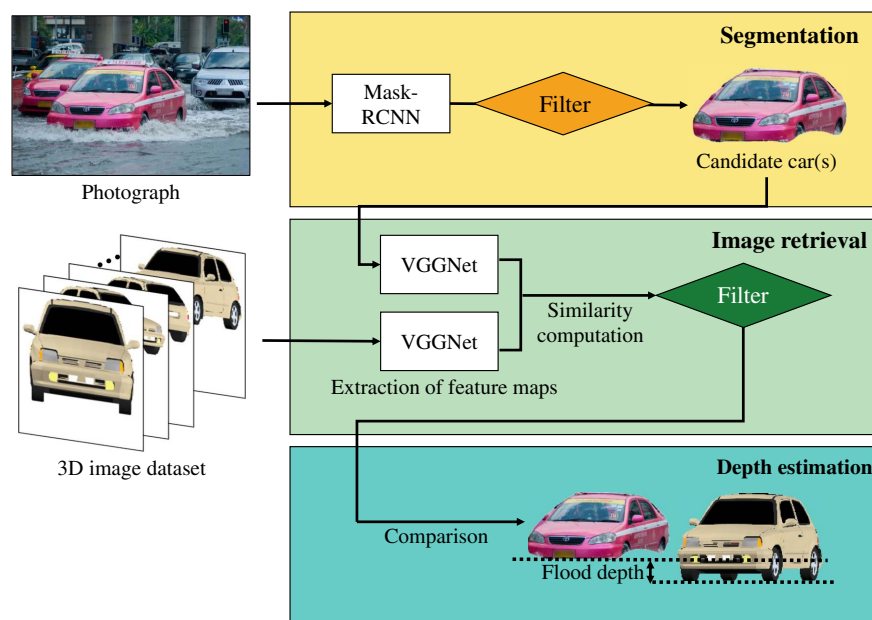 Segmentation
Mask-
RCNN
Filter
Candidate car(s)
Photograph
Image retrieval
VGGNet
Filter
Similarity
computation
VGGNet
Extraction of feature maps
3D image dataset
Depth estimation
Comparison
Flood depth